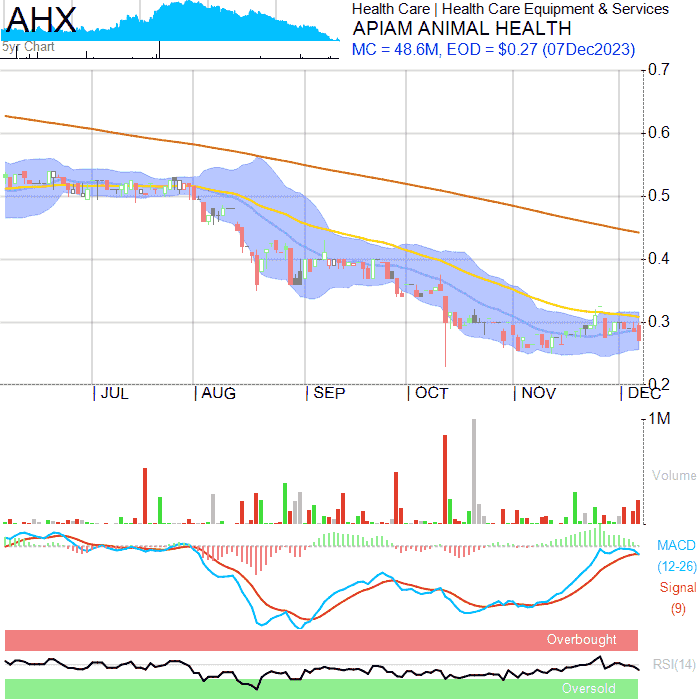 AHX
5yr Chart
Health Care | Health Care Equipment & Services
APIAM ANIMAL HEALTH
MC = 48.6M, EOD = $0.27 (07Dec2023)
0.7
0.6
0.5
0.4
0.3
0.2
JUL
AUG
SEP
OCT
NOV
DEC
1M
Volume
MACD
(12-26)
Signal
(9)
Overbought
RSI(14)
Oversold